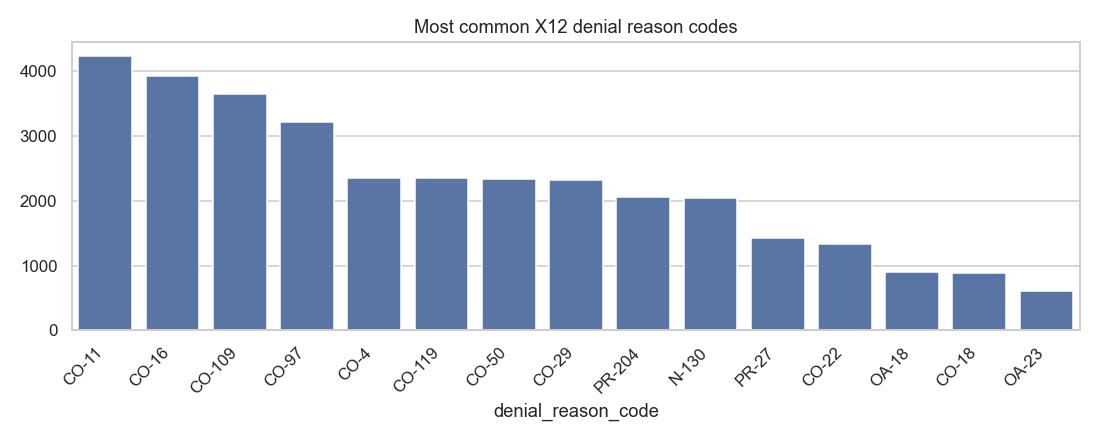 Most common X12 denial reason codes
4000
3000
2000
1000
0
CO-11
CO-16
CO-109
CO-97
CO-4
CO-119
CO-50
CO-29
PR-204
N-130
PR-27
CO-22
OA-18
CO-18
OA-23
denial_reason_code